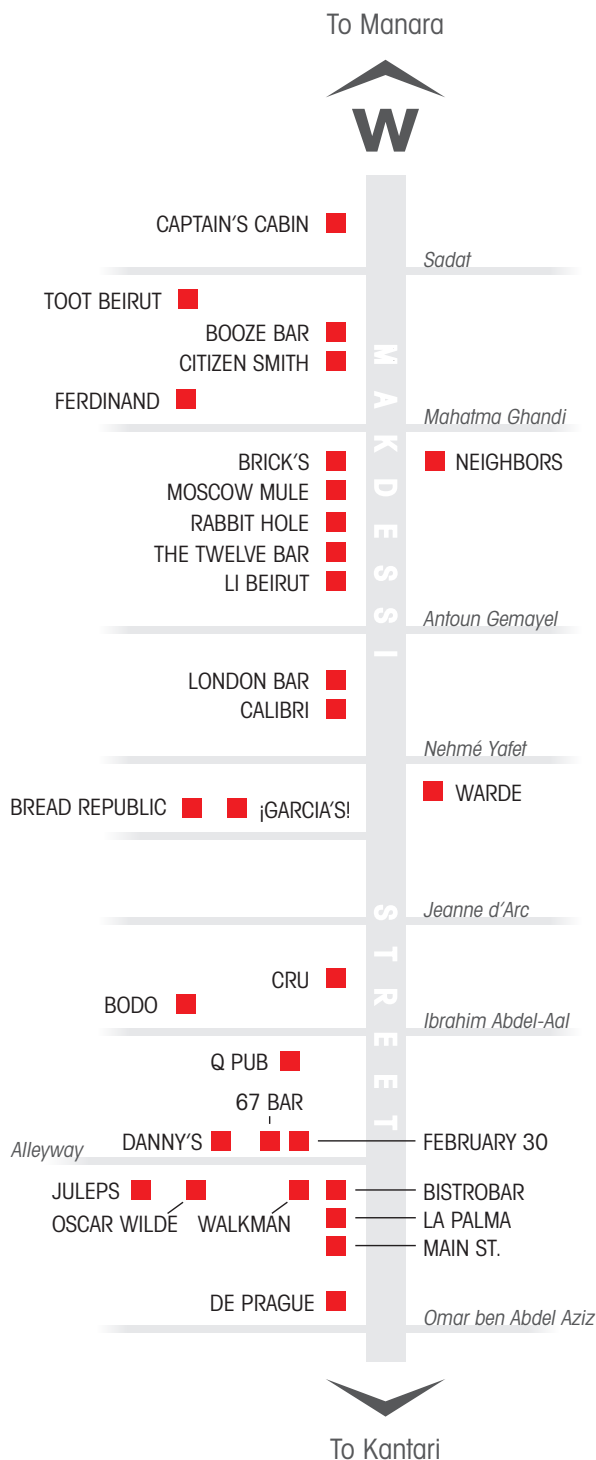 To Manara
W
CAPTAIN'S CABIN
Sadat
TOOT BEIRUT
BOOZE BAR
CITIZEN SMITH
FERDINAND
Mahatma Ghandi
BRICK'S
NEIGHBORS
MOSCOW MULE
RABBIT HOLE
THE TWELVE BAR
LI BEIRUT
Antoun Gemayel
LONDON BAR
CALIBRI
Nehmé Yafet
WARDE
BREAD REPUBLIC
¡GARCIA'S!
MAKDESSI STREET
Jeanne d'Arc
CRU
BODO
Ibrahim Abdel-Aal
Q PUB
67 BAR
Alleyway
DANNY'S
FEBRUARY 30
JULEPS
BISTROBAR
OSCAR WILDE
WALKMAN
LA PALMA
MAIN ST.
DE PRAGUE
Omar ben Abdel Aziz
To Kantari